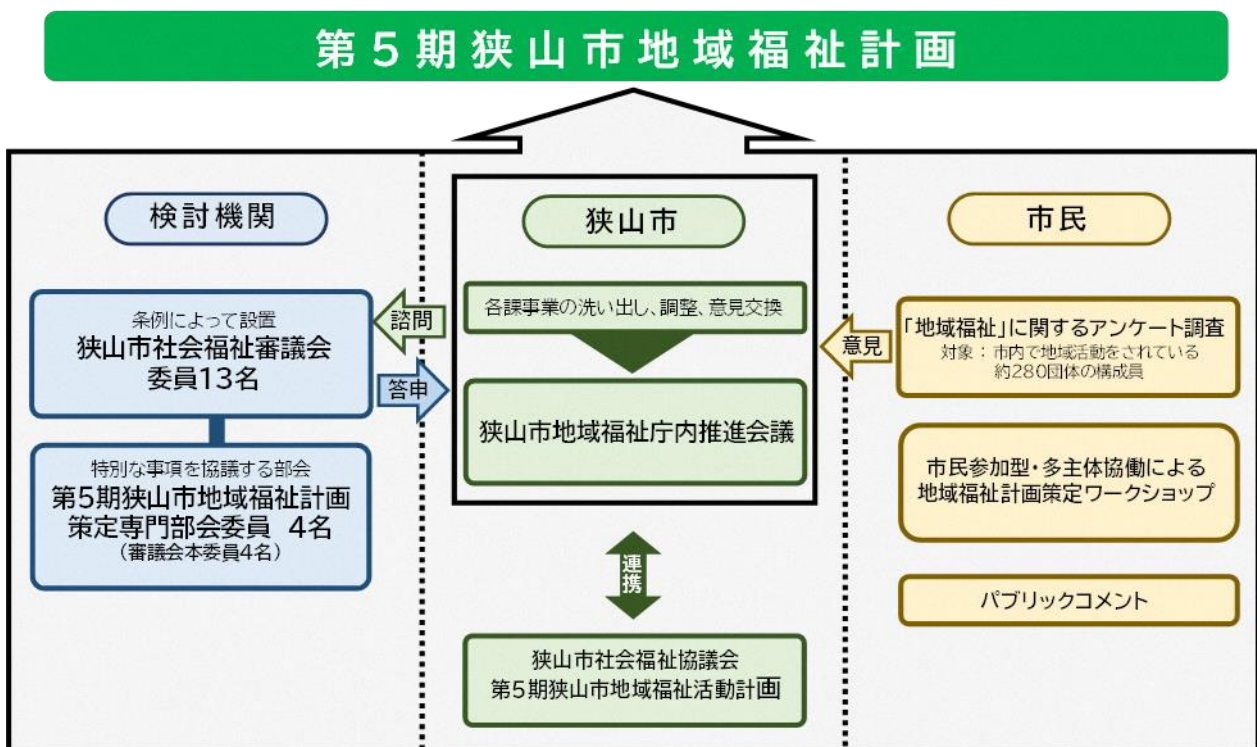 第5期狭山市地域福祉計画
検討機関
条例によって設置
狭山市社会福祉審議会
委員13名
特別な事項を協議する部会
第5期狭山市地域福祉計画
策定専門部会委員 4名
(審議会本委員4名)
諮問
答申
狭山市
各課事業の洗い出し、調整、意見交換
狭山市地域福祉庁内推進会議
連携
狭山市社会福祉協議会
第5期狭山市地域福祉活動計画
意見
市民
「地域福祉」に関するアンケート調査
対象:市内で地域活動をされている
約280団体の構成員
市民参加型・多主体協働による
地域福祉計画策定ワークショップ
パブリックコメント